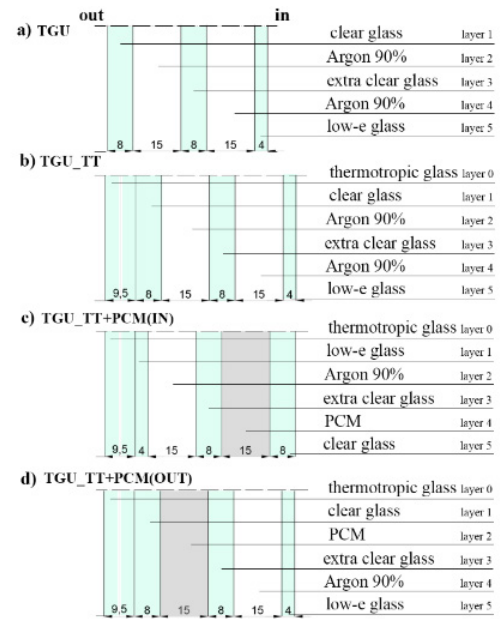 out in
a) TGU
clear glass layer 1
Argon 90% layer 2
extra clear glass layer 3
Argon 90% layer 4
low-e glass layer 5
8 15 8 15 4
b) TGU_TT
thermotropic glass layer 0
clear glass layer 1
Argon 90% layer 2
extra clear glass layer 3
Argon 90% layer 4
low-e glass layer 5
9,5 8 15 8 15 4
c) TGU_TT+PCM(IN)
thermotropic glass layer 0
low-e glass layer 1
Argon 90% layer 2
extra clear glass layer 3
PCM layer 4
clear glass layer 5
9,5 4 15 8 15 8
d) TGU_TT+PCM(OUT)
thermotropic glass layer 0
clear glass layer 1
PCM layer 2
extra clear glass layer 3
Argon 90% layer 4
low-e glass layer 5
9,5 8 15 8 15 4